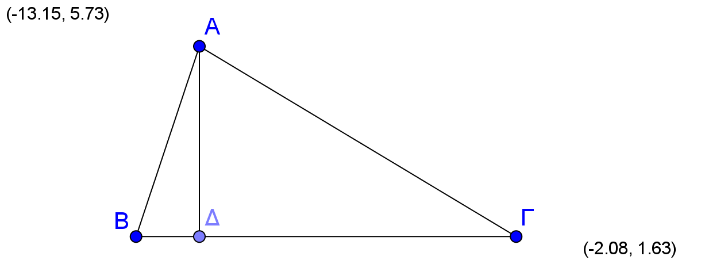 (-13.15, 5.73)
Α
Β
Δ
Γ
(-2.08, 1.63)